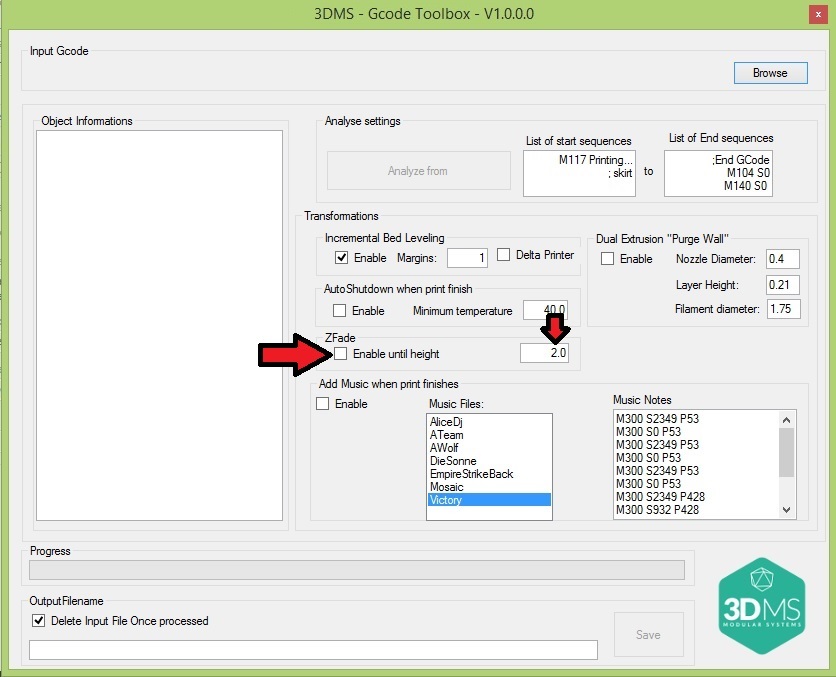 3DMS - Gcode Toolbox - V1.0.0.0
x
Input Gcode
Browse
Object Informations
Analyse settings
Analyze from
List of start sequences
M117 Printing...
; skirt
to
List of End sequences
;End GCode
M104 S0
M140 S0
Transformations
Incremental Bed Leveling
Enable Margins: 1 Delta Printer
AutoShutdown when print finish
Enable Minimum temperature 40.0
ZFade
Enable until height 2.0
Dual Extrusion "Purge Wall"
Enable Nozzle Diameter: 0.4
Layer Height: 0.21
Filament diameter: 1.75
Add Music when print finishes
Enable
Music Files:
AliceDj
ATeam
AWolf
DieSonne
EmpireStrikeBack
Mosaic
Victory
Music Notes
M300 S2349 P53
M300 S0 P53
M300 S2349 P53
M300 S0 P53
M300 S2349 P53
M300 S0 P53
M300 S2349 P428
M300 S932 P428
Progress
OutputFilename
Delete Input File Once processed
Save
3DMS
MODULAR SYSTEMS